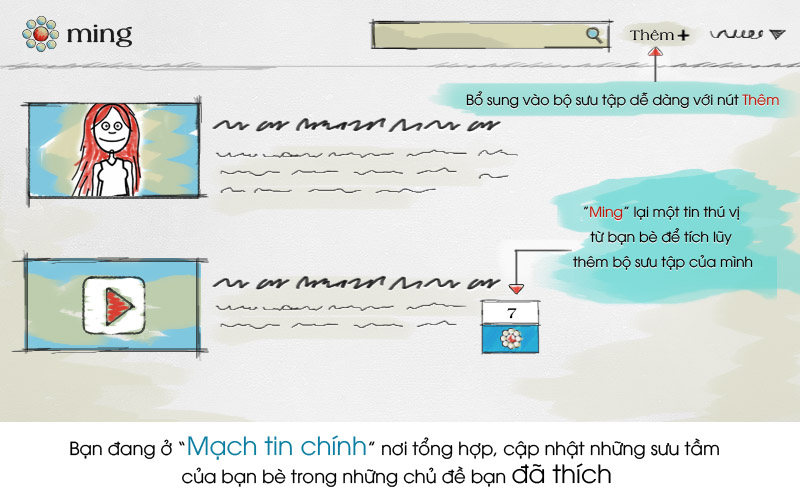 ming
Thêm+
Bổ sung vào bộ sưu tập dễ dàng với nút Thêm
"Ming" lại một tin thú vị
từ bạn bè để tích lũy
thêm bộ sưu tập của mình
7
Bạn đang ở "Mạch tin chính" nơi tổng hợp, cập nhật những sưu tầm
của bạn bè trong những chủ đề bạn đã thích